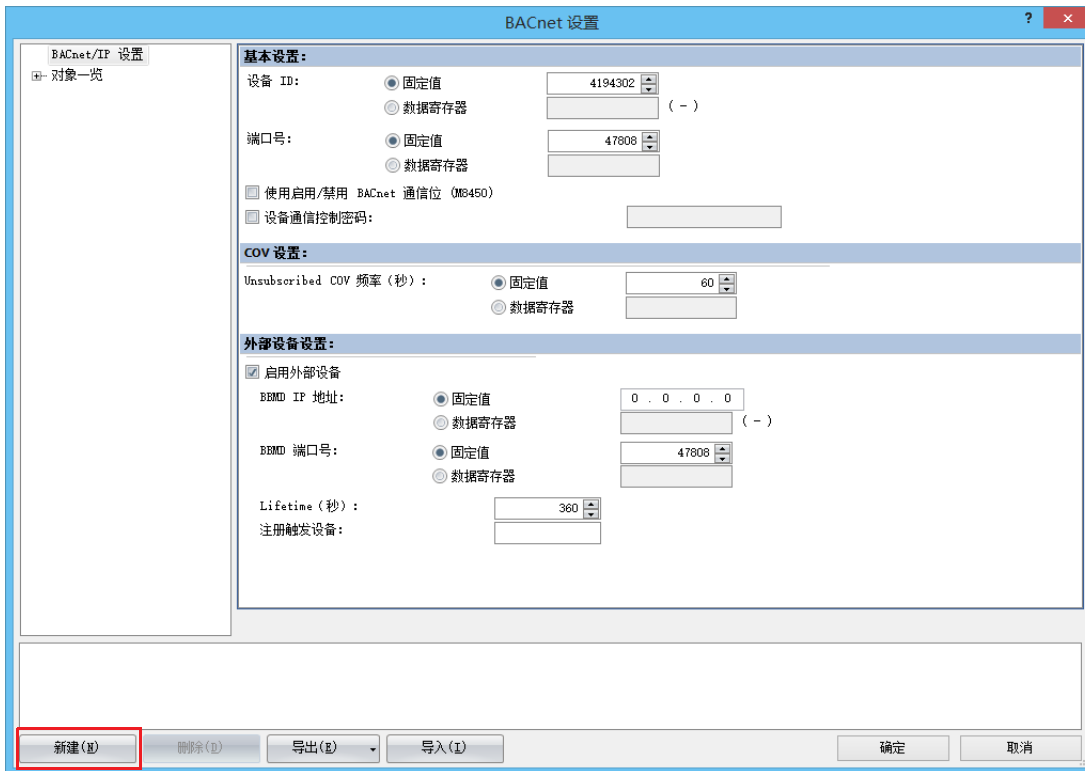 BACnet 设置
? ×
BACnet/IP 设置
对象一览
基本设置:
设备 ID: 固定值 4194302
数据寄存器 (-)
端口号: 固定值 47808
数据寄存器
使用启用/禁用 BACnet 通信位 (M8450)
设备通信控制密码:
COV 设置:
Unsubscribed COV 频率(秒): 固定值 60
数据寄存器
外部设备设置:
启用外部设备
BBMD IP 地址: 固定值 0 . 0 . 0 . 0
数据寄存器 (-)
BBMD 端口号: 固定值 47808
数据寄存器
Lifetime(秒): 360
注册触发设备:
新建(N) 删除(D) 导出(E) 导入(I) 确定 取消